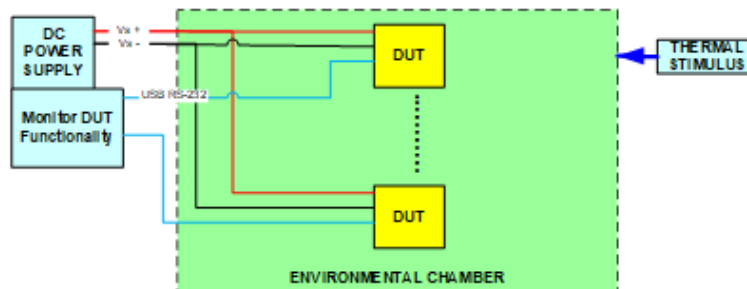 DC
POWER
SUPPLY
Vs +
Vs -
DUT
THERMAL
STIMULUS
USB RS-232
Monitor DUT
Functionality
DUT
ENVIRONMENTAL CHAMBER